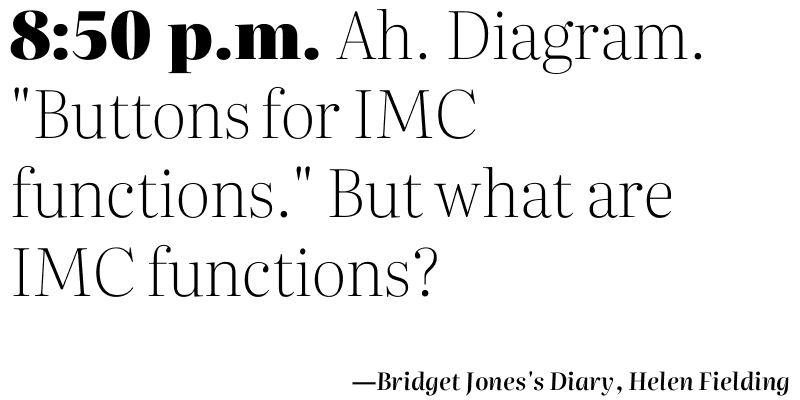 8:50 p.m. Ah. Diagram.
"Buttons for IMC
functions." But what are
IMC functions?
—Bridget Jones's Diary, Helen Fielding